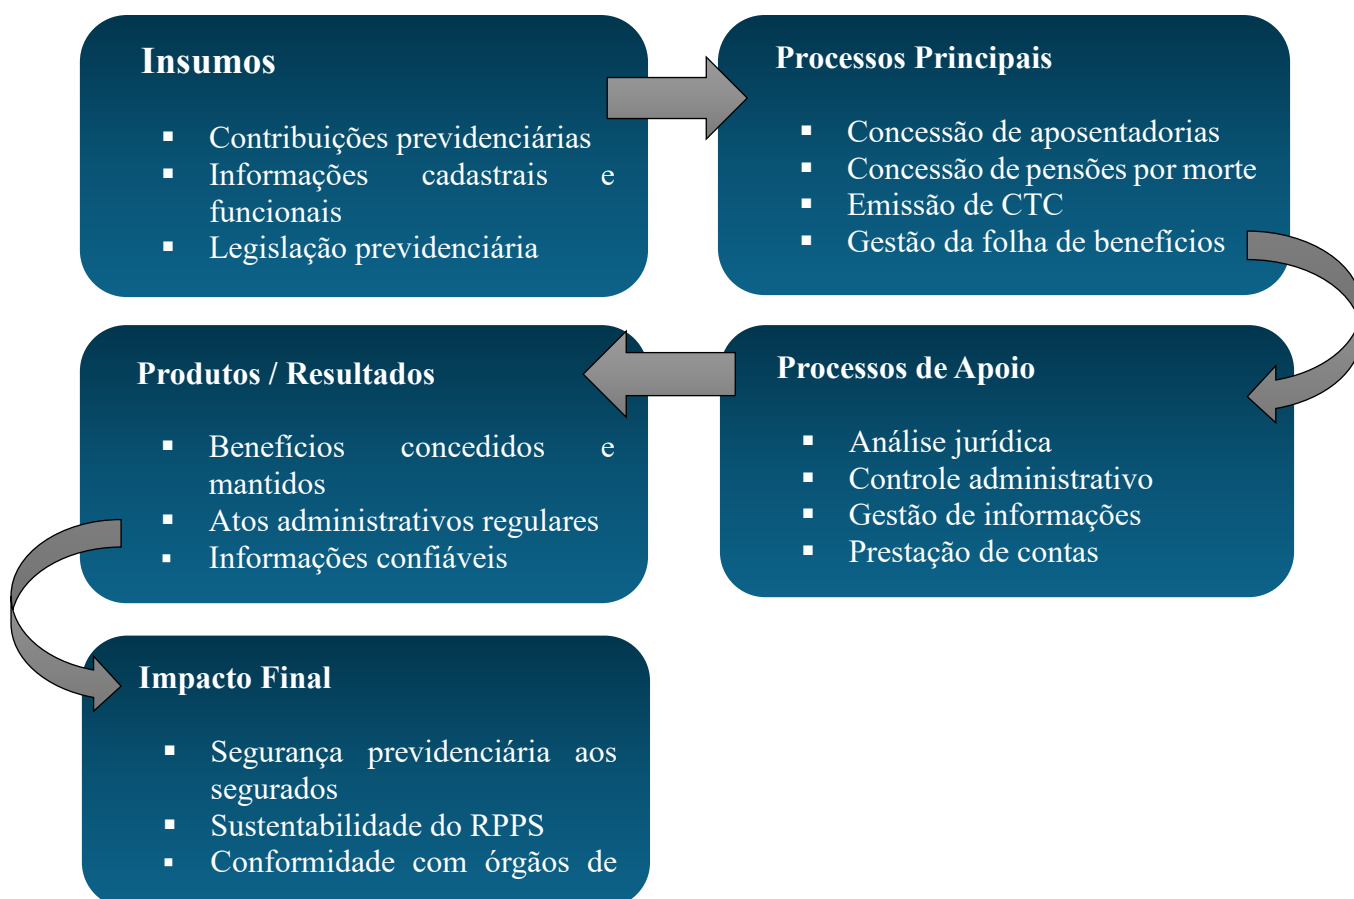 Insumos
▪ Contribuições previdenciárias
▪ Informações cadastrais e
funcionais
▪ Legislação previdenciária
Processos Principais
▪ Concessão de aposentadorias
▪ Concessão de pensões por morte
▪ Emissão de CTC
▪ Gestão da folha de benefícios
Processos de Apoio
▪ Análise jurídica
▪ Controle administrativo
▪ Gestão de informações
▪ Prestação de contas
Produtos / Resultados
▪ Benefícios concedidos e
mantidos
▪ Atos administrativos regulares
▪ Informações confiáveis
Impacto Final
▪ Segurança previdenciária aos
segurados
▪ Sustentabilidade do RPPS
▪ Conformidade com órgãos de